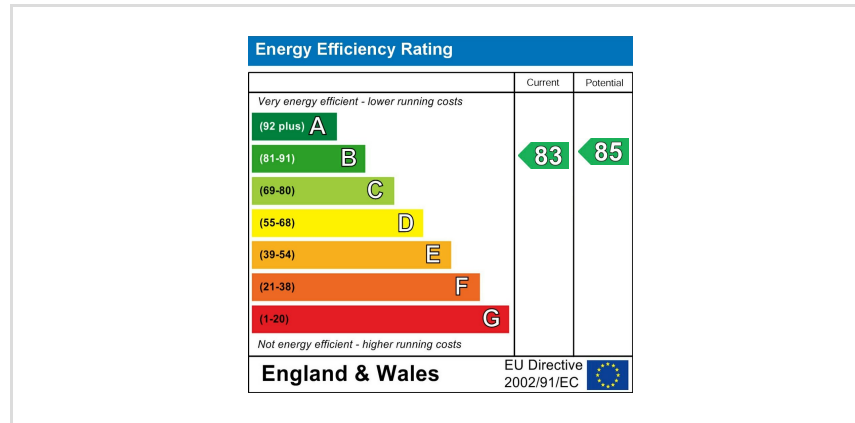 Energy Efficiency Rating
Current Potential
Very energy efficient - lower running costs
(92 plus) A
(81-91) B 83 85
(69-80) C
(55-68) D
(39-54) E
(21-38) F
(1-20) G
Not energy efficient - higher running costs
England & Wales
EU Directive
2002/91/EC